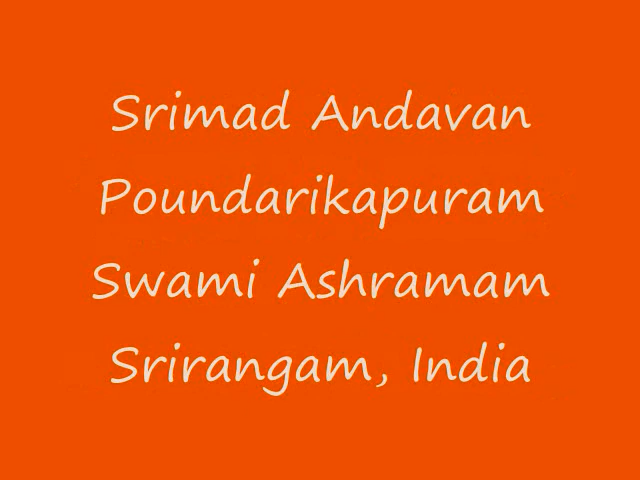 Srimad Andavan
Poundarikapuram
Swami Ashramam
Srirangam, India